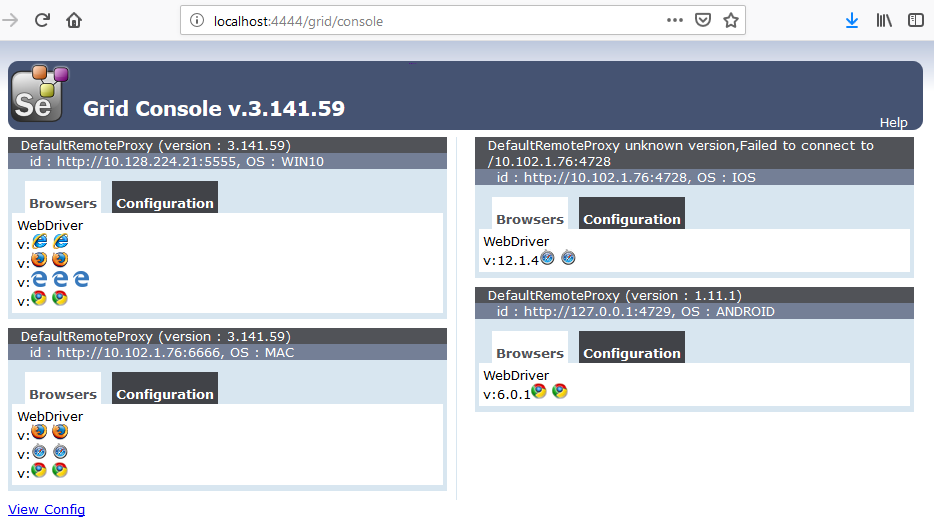 localhost:4444/grid/console
Se
Grid Console v.3.141.59
Help
DefaultRemoteProxy (version : 3.141.59)
id : http://10.128.224.21:5555, OS : WIN10
Browsers Configuration
WebDriver
v:
v:
v:
v:
DefaultRemoteProxy (version : 3.141.59)
id : http://10.102.1.76:6666, OS : MAC
Browsers Configuration
WebDriver
v:
v:
v:
View Config
DefaultRemoteProxy unknown version,Failed to connect to
/10.102.1.76:4728
id : http://10.102.1.76:4728, OS : IOS
Browsers Configuration
WebDriver
v:12.1.4
DefaultRemoteProxy (version : 1.11.1)
id : http://127.0.0.1:4729, OS : ANDROID
Browsers Configuration
WebDriver
v:6.0.1